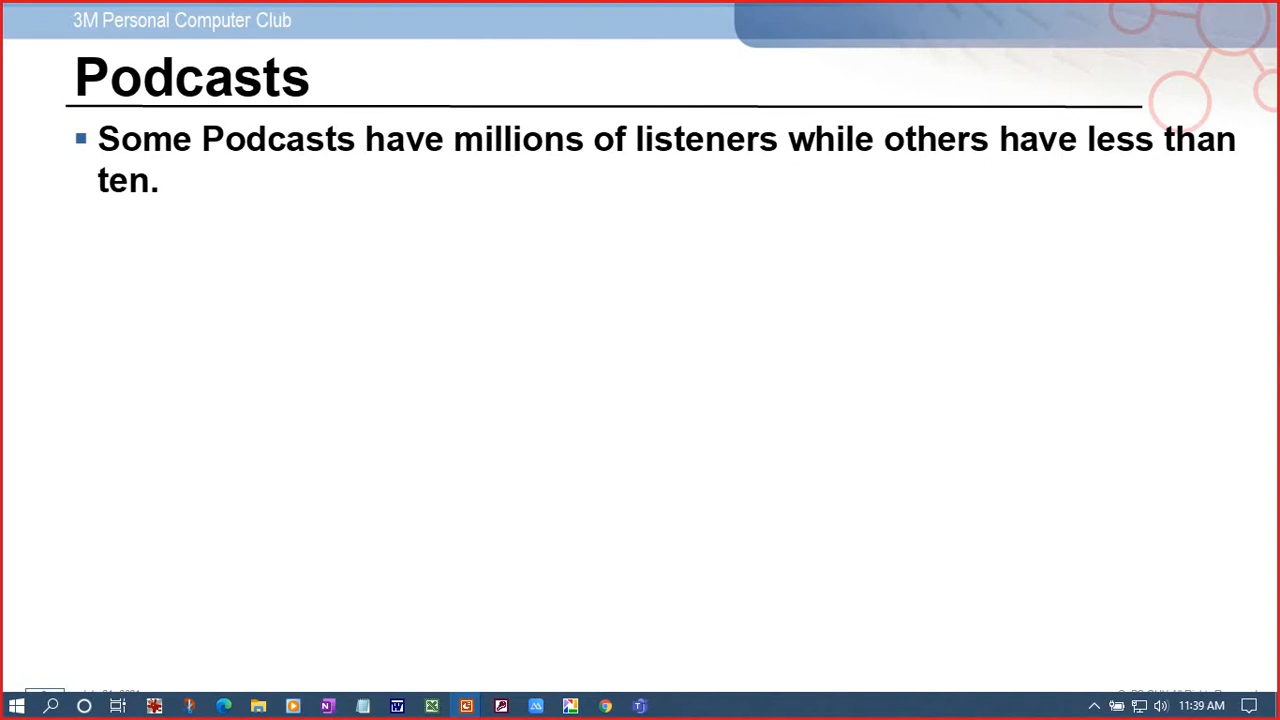 3M Personal Computer Club
Podcasts
Some Podcasts have millions of listeners while others have less than
ten.
11:39 AM